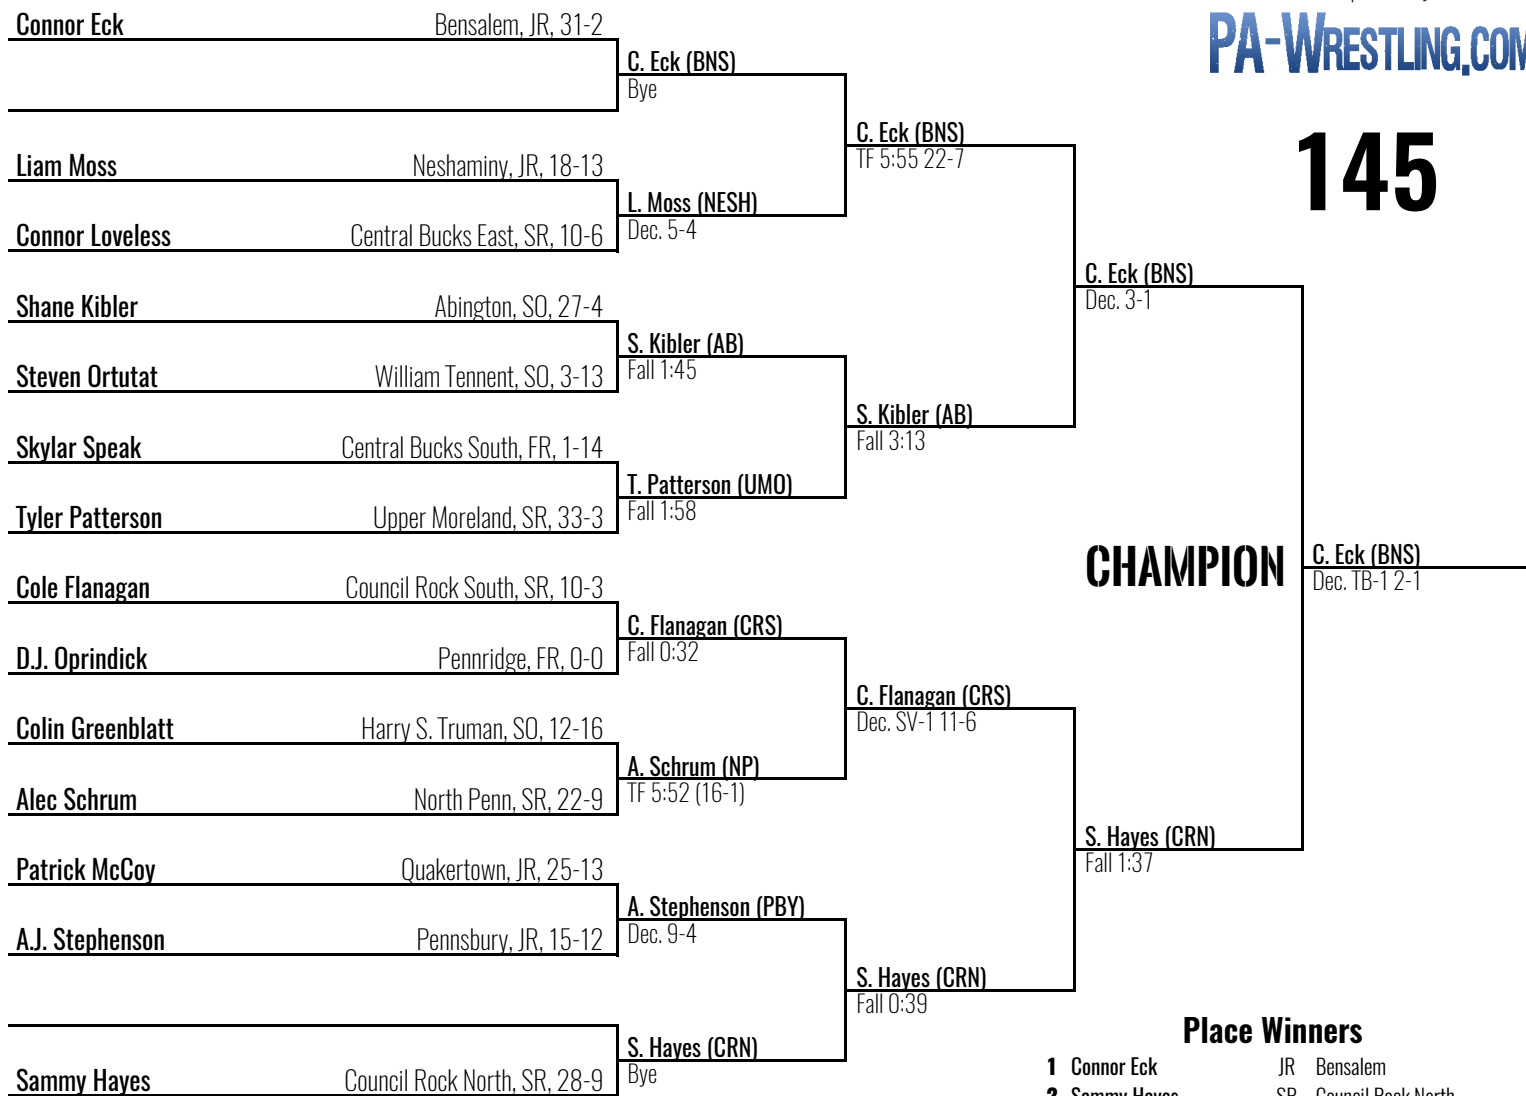 PA-WRESTLING.COM
145
Connor Eck Bensalem, JR, 31-2
C. Eck (BNS)
Bye
C. Eck (BNS)
TF 5:55 22-7
Liam Moss Neshaminy, JR, 18-13
L. Moss (NESH)
Dec. 5-4
Connor Loveless Central Bucks East, SR, 10-6
C. Eck (BNS)
Dec. 3-1
Shane Kibler Abington, SO, 27-4
S. Kibler (AB)
Fall 1:45
Steven Ortutat William Tennent, SO, 3-13
S. Kibler (AB)
Fall 3:13
Skylar Speak Central Bucks South, FR, 1-14
T. Patterson (UMO)
Fall 1:58
Tyler Patterson Upper Moreland, SR, 33-3
CHAMPION
C. Eck (BNS)
Dec. TB-1 2-1
Cole Flanagan Council Rock South, SR, 10-3
C. Flanagan (CRS)
Fall 0:32
D.J. Oprindick Pennridge, FR, 0-0
C. Flanagan (CRS)
Dec. SV-1 11-6
Colin Greenblatt Harry S. Truman, SO, 12-16
A. Schrum (NP)
TF 5:52 (16-1)
Alec Schrum North Penn, SR, 22-9
S. Hayes (CRN)
Fall 1:37
Patrick McCoy Quakertown, JR, 25-13
A. Stephenson (PBY)
Dec. 9-4
A.J. Stephenson Pennsbury, JR, 15-12
S. Hayes (CRN)
Fall 0:39
S. Hayes (CRN)
Bye
Sammy Hayes Council Rock North, SR, 28-9
Place Winners
1 Connor Eck JR Bensalem
2 Sammy Hayes SR Council Rock North